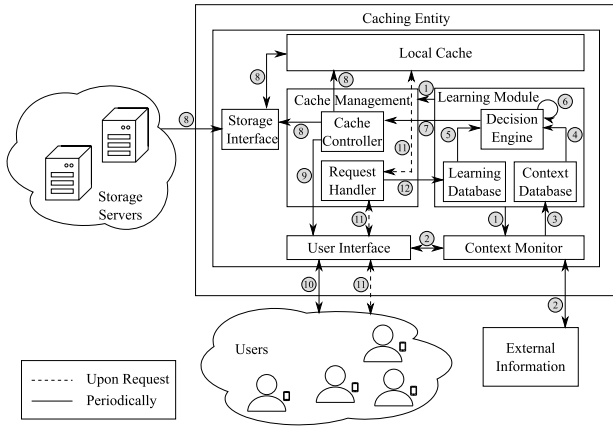 Caching Entity
Local Cache
8
8
1
Cache Management
Learning Module
6
8
Storage
Interface
8
Cache
Controller
7
11
Decision
Engine
5
4
Storage
Servers
9
Request
Handler
12
Learning
Database
Context
Database
11
1
3
User Interface
2
Context Monitor
10
11
2
Users
External
Information
Upon Request
Periodically